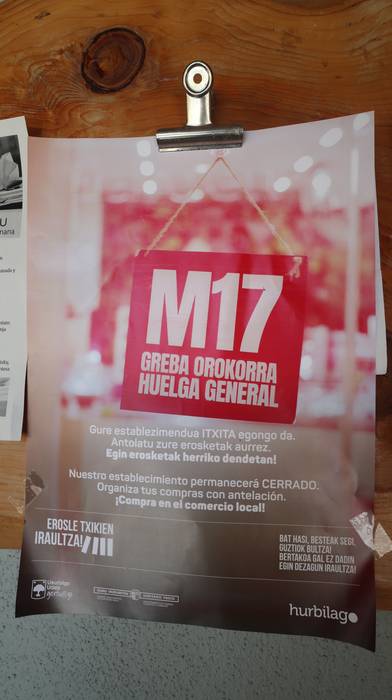 M17
GREBA OROKORRA
HUELGA GENERAL
Gure establezimendua ITXITA egongo da.
Antolatu zure erosketak aurrez.
Egin erosketak herriko dendetan!
Nuestro establecimiento permanecerá CERRADO.
Organiza tus compras con antelación.
¡Compra en el comercio local!
EROSLE TXIKIEN
IRAULTZA!
BAT HASI, BESTEAK SEGI,
GUZTIOK BULTZA!
BERTAKOA GAL EZ DADIN
EGIN DEZAGUN IRAULTZA!
hurbilago